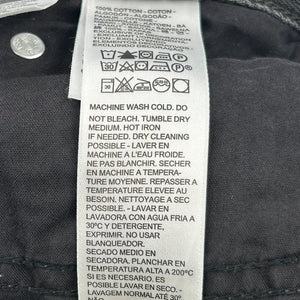 100% COTTON - COTON -
ALGODÓN - ALGODÃO -
MACHINE WASH COLD. DO
NOT BLEACH. TUMBLE DRY
MEDIUM. HOT IRON
IF NEEDED. DRY CLEANING
POSSIBLE - LAVER EN
MACHINE A L'EAU FROIDE.
NE PAS BLANCHIR. SECHER
EN MACHINE A TEMPERA-
TURE MOYENNE. REPASSER A
TEMPERATURE ELEVEE AU
BESOIN. NETTOYAGE A SEC
POSSIBLE - LAVAR EN
LAVADORA CON AGUA FRIA A
30°C Y DETERGENTE,
EXPRIMIR. NO USAR
BLANQUEADOR.
SECADO MEDIO EN
SECADORA. PLANCHAR EN
TEMPERATURA ALTA A 200°C
SI ES NECESARIO. ES
POSIBLE LAVAR EN SECO. -
LAVAGEM NORMAL ATÉ 30°